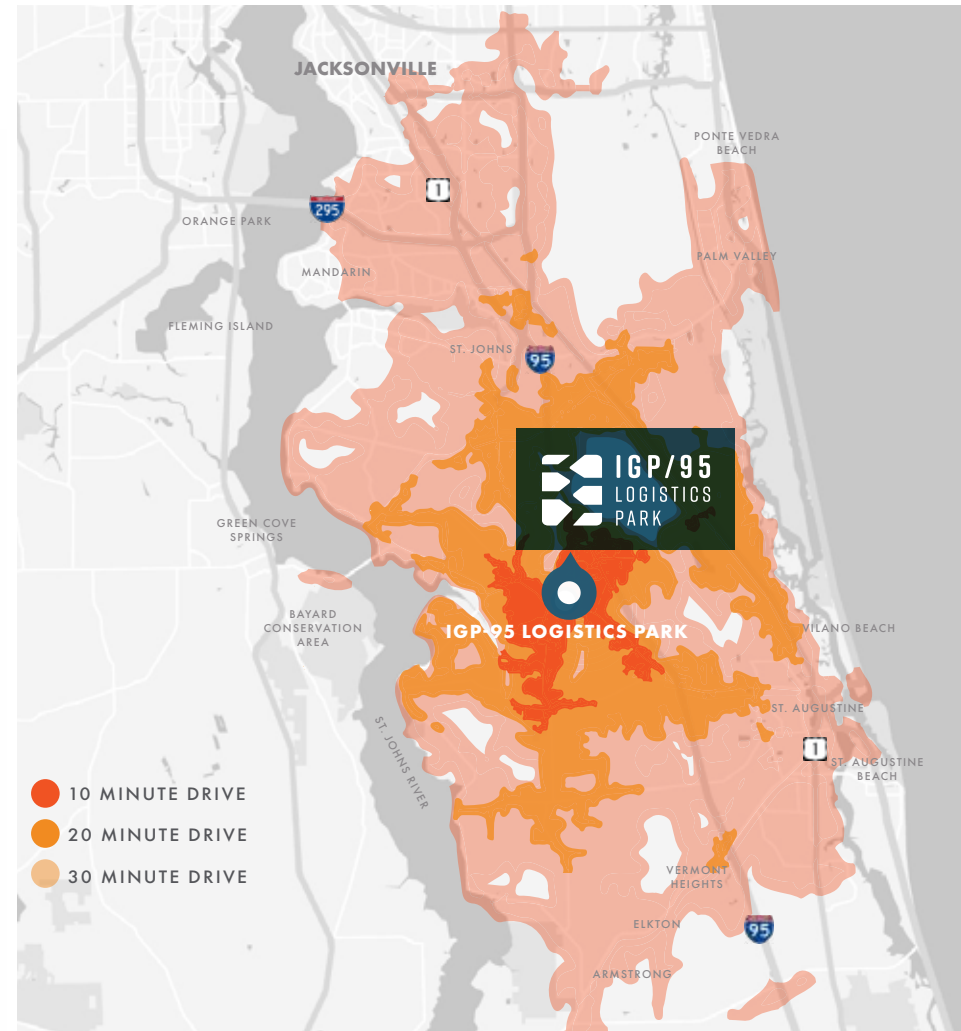 JACKSONVILLE
PONTE VEDRA
BEACH
1
295
ORANGE PARK
PALM VALLEY
MANDARIN
FLEMING ISLAND
ST. JOHNS
95
IGP/95
LOGISTICS
PARK
GREEN COVE
SPRINGS
BAYARD
CONSERVATION
AREA
IGP-95 LOGISTICS PARK
VILANO BEACH
ST. AUGUSTINE
ST. JOHNS RIVER
1
ST. AUGUSTINE
BEACH
10 MINUTE DRIVE
20 MINUTE DRIVE
30 MINUTE DRIVE
VERMONT
HEIGHTS
ELKTON
95
ARMSTRONG